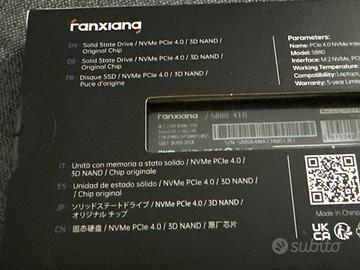 Fanxiang
EN · Solid State Drive / NVMe PCIe 4.0 / 3D NAND /
Original Chip
DE · Solid State Drive / NVMe PCIe 4.0 / 3D NAND /
Original Chip
FR · Disque SSD / NVMe PCIe 4.0 / 3D NAND /
Puce d'origine
Parameters:
Name: PCIe 4.0 NVMe Inte
Model: S880
Interface: M.2 NVMe, PCI
Working Temperature:
Compatibility: Laptops,
Warranty: 5-year Limite
Fanxiang / S880 4TB
IT · Unità con memoria a stato solido / NVMe PCIe 4.0 /
3D NAND / Chip originale
ES · Unidad de estado sólido / NVMe PCIe 4.0 /
3D NAND / Chip original
JP · ソリッドステートドライブ / NVMe PCIe 4.0 / 3D NAND /
オリジナル チップ
CN · 固态硬盘 / NVMe PCIe 4.0 / 3D NAND / 原厂芯片
Made in China
UK CA
subito